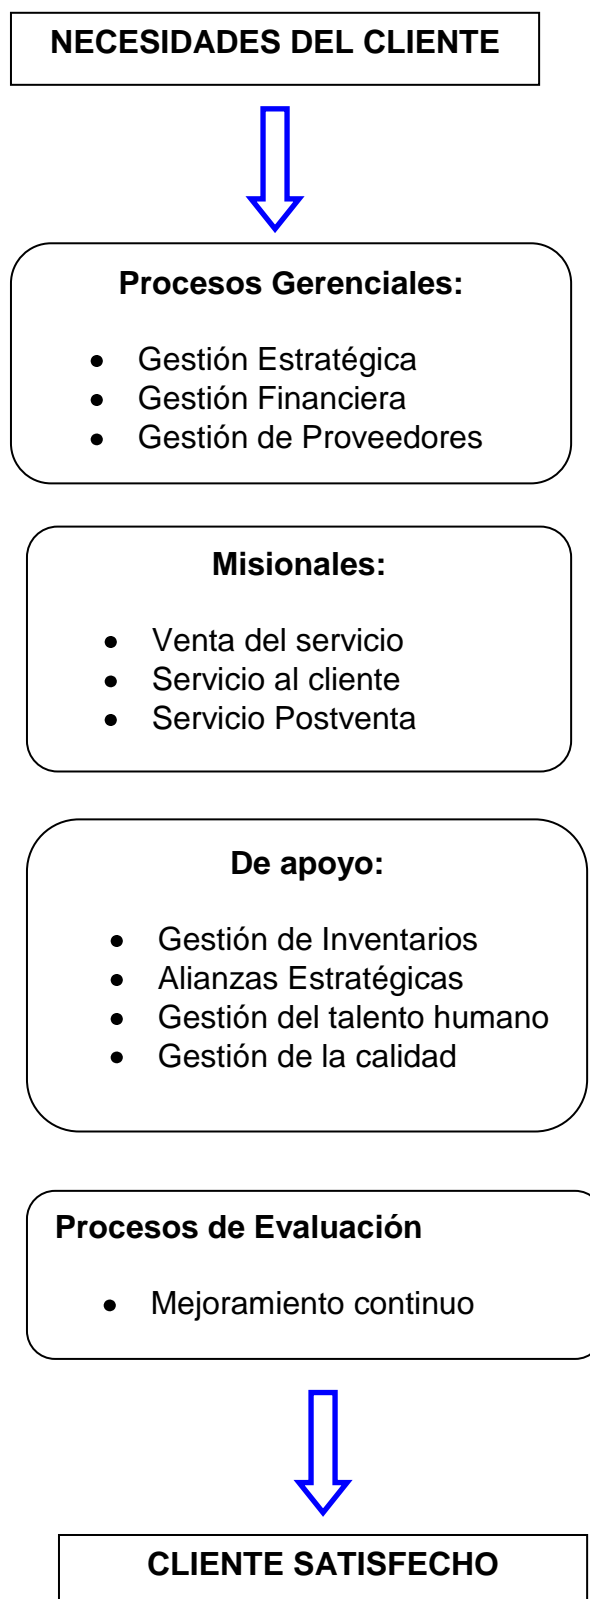 NECESIDADES DEL CLIENTE
Procesos Gerenciales:
• Gestión Estratégica
• Gestión Financiera
• Gestión de Proveedores
Misionales:
• Venta del servicio
• Servicio al cliente
• Servicio Postventa
De apoyo:
• Gestión de Inventarios
• Alianzas Estratégicas
• Gestión del talento humano
• Gestión de la calidad
Procesos de Evaluación
• Mejoramiento continuo
CLIENTE SATISFECHO